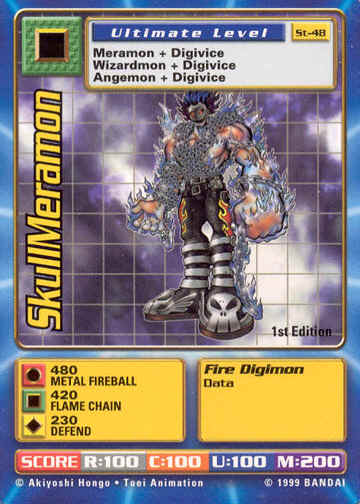 Ultimate Level
St-48
Meramon + Digivice
Wizardmon + Digivice
Angemon + Digivice
SkullMeramon
1st Edition
480
METAL FIREBALL
420
FLAME CHAIN
230
DEFEND
Fire Digimon
Data
SCORE R:100 C:100 U:100 M:200
© Akiyoshi Hongo • Toei Animation
© 1999 BANDAI